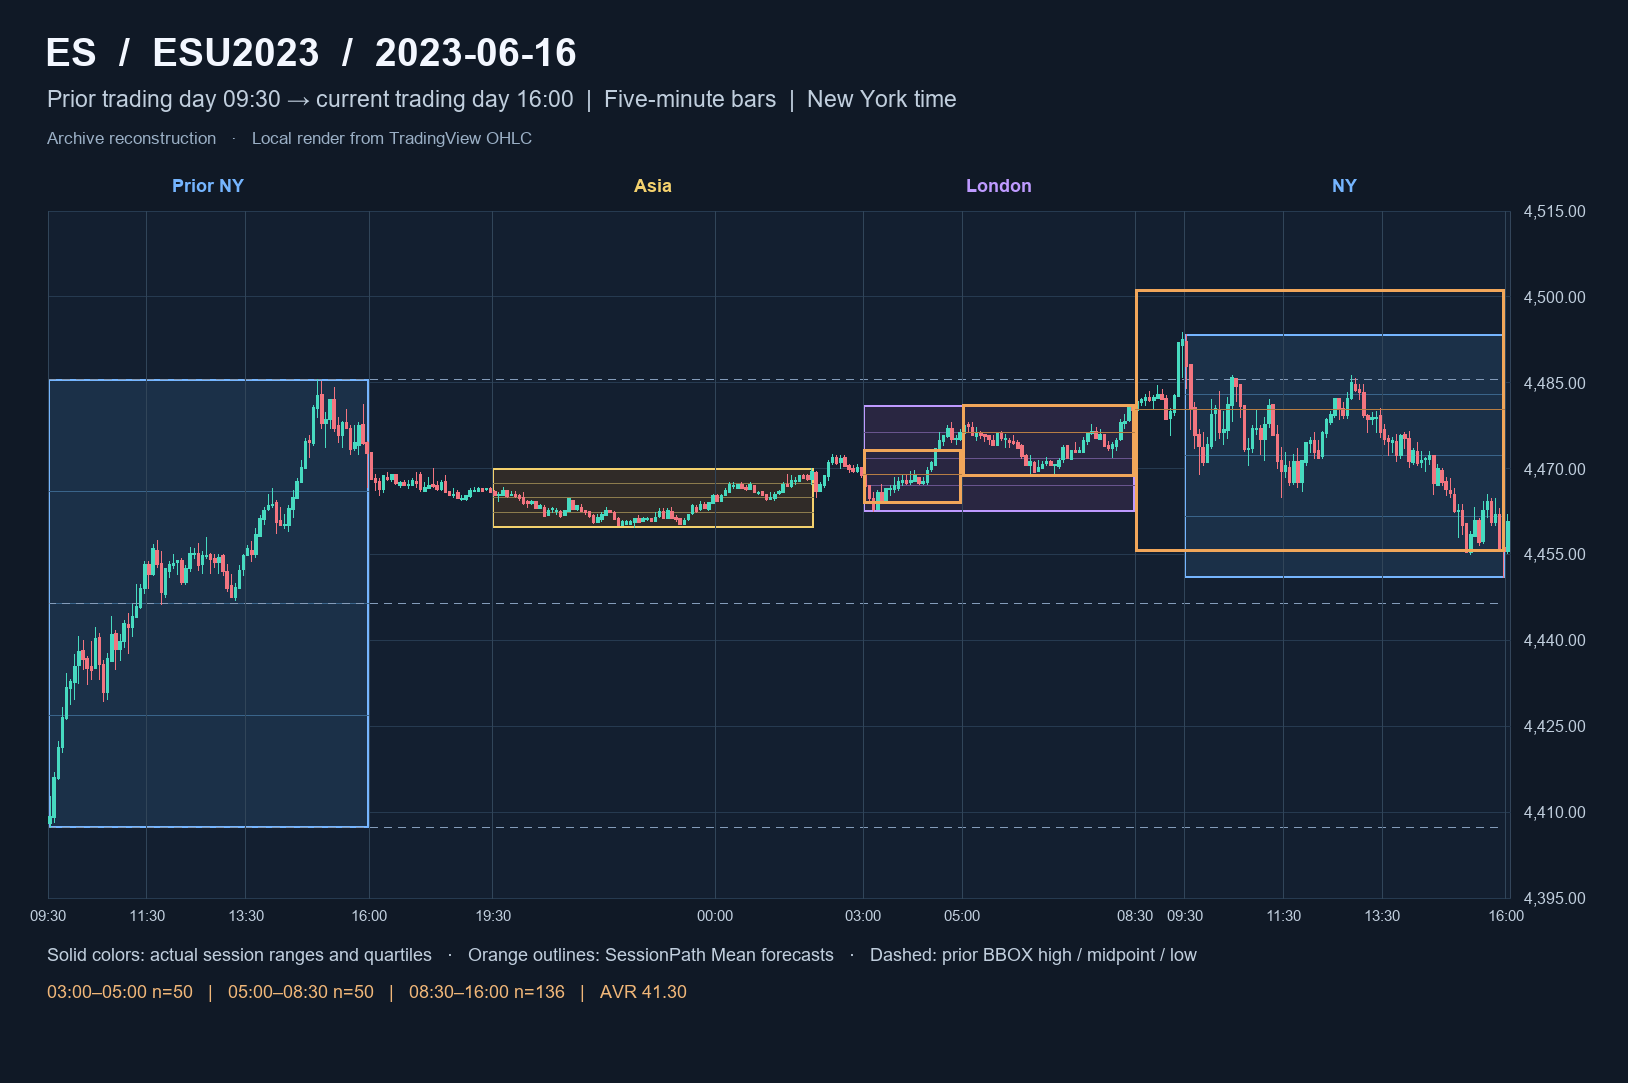 ES / ESU2023 / 2023-06-16
Prior trading day 09:30 → current trading day 16:00 | Five-minute bars | New York time
Archive reconstruction · Local render from TradingView OHLC
Prior NY Asia London NY
4,515.00
4,500.00
4,485.00
4,470.00
4,455.00
4,440.00
4,425.00
4,410.00
4,395.00
09:30 11:30 13:30 16:00 19:30 00:00 03:00 05:00 08:30 09:30 11:30 13:30 16:00
Solid colors: actual session ranges and quartiles · Orange outlines: SessionPath Mean forecasts · Dashed: prior BBOX high / midpoint / low
03:00–05:00 n=50 | 05:00–08:30 n=50 | 08:30–16:00 n=136 | AVR 41.30